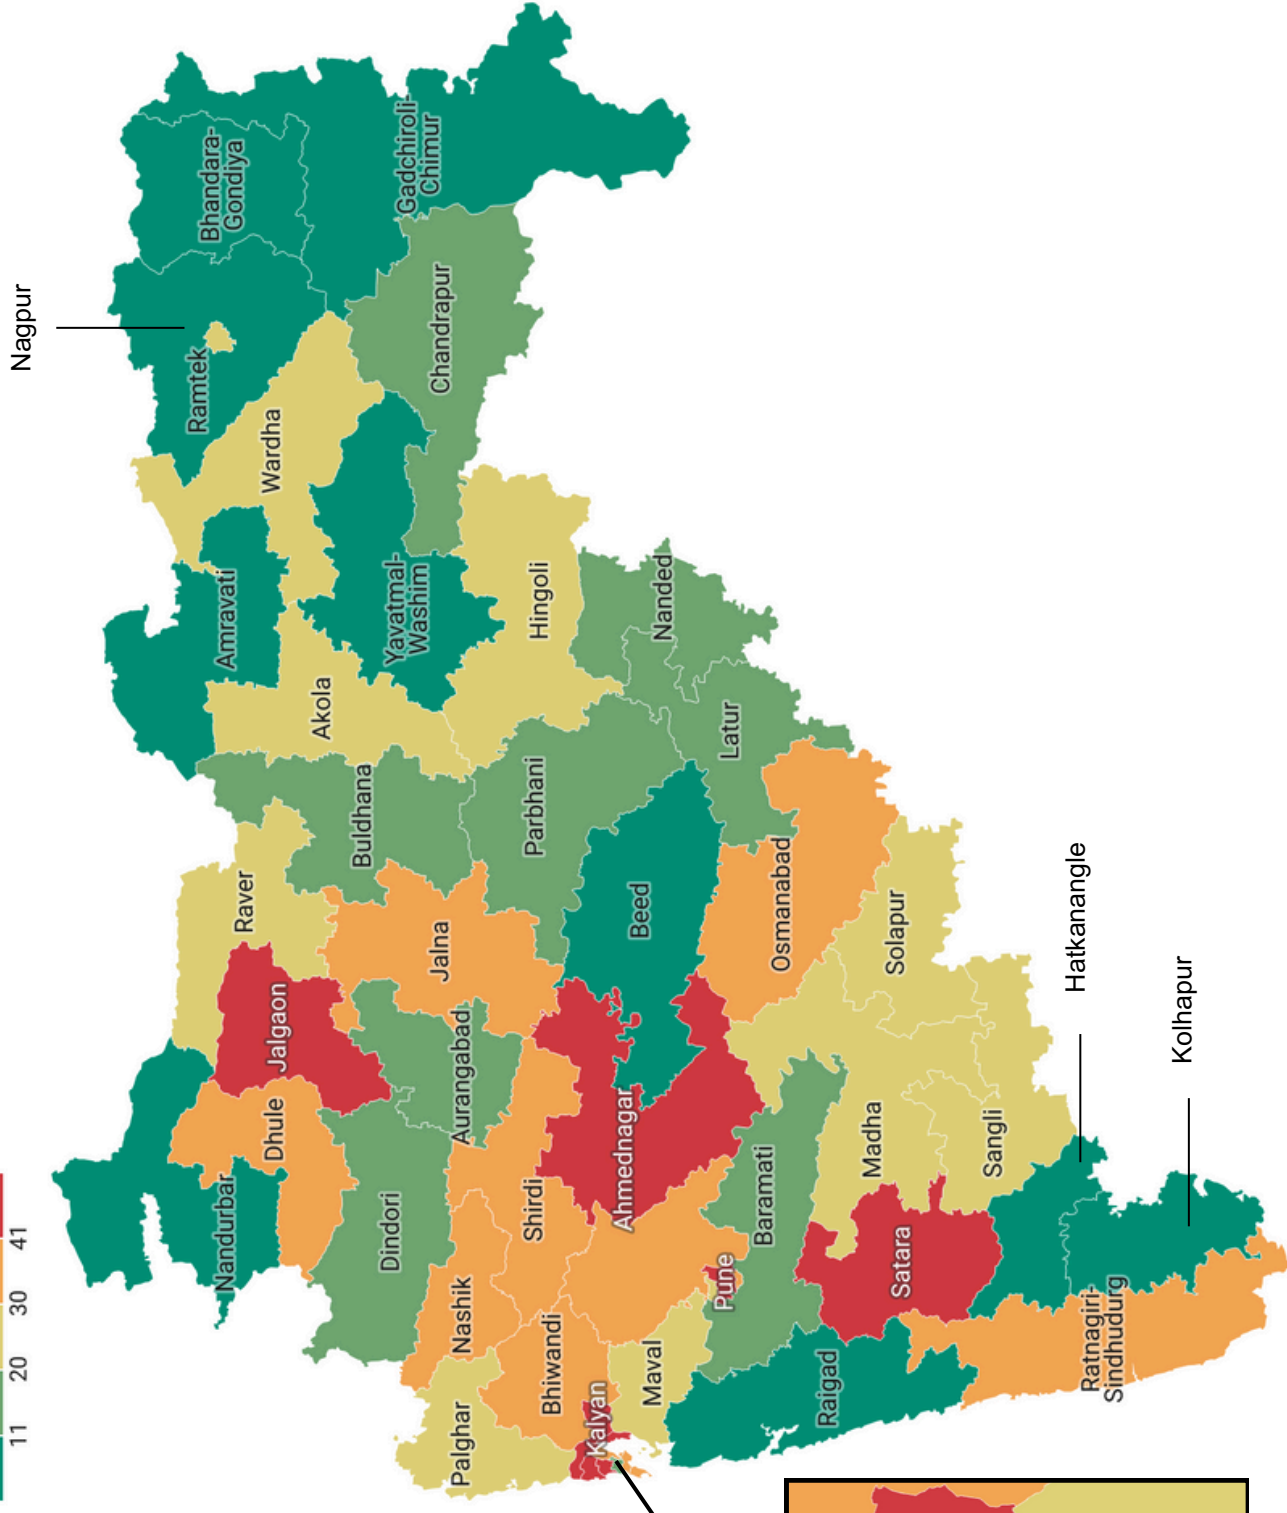 Nagpur
Bhandara-
Gondiya
Gadchiroli-
Chimur
Ramtek
Chandrapur
Wardha
Amravati
Yavatmal-
Washim
Hingoli
Nanded
Akola
Latur
Buldhana
Parbhani
Raver
Beed
Osmanabad
Jalna
Solapur
Hatkanangle
Jalgaon
Kolhapur
Aurangabad
Dhule
Ahmednagar
Madha
Sangli
Nandurbar
Dindori
Shirdi
Baramati
Satara
Pune
Nashik
Bhiwandi
Maval
Ratnagiri-
Sindhudurg
Raigad
Kalyan
Palghar
11
20
30
41